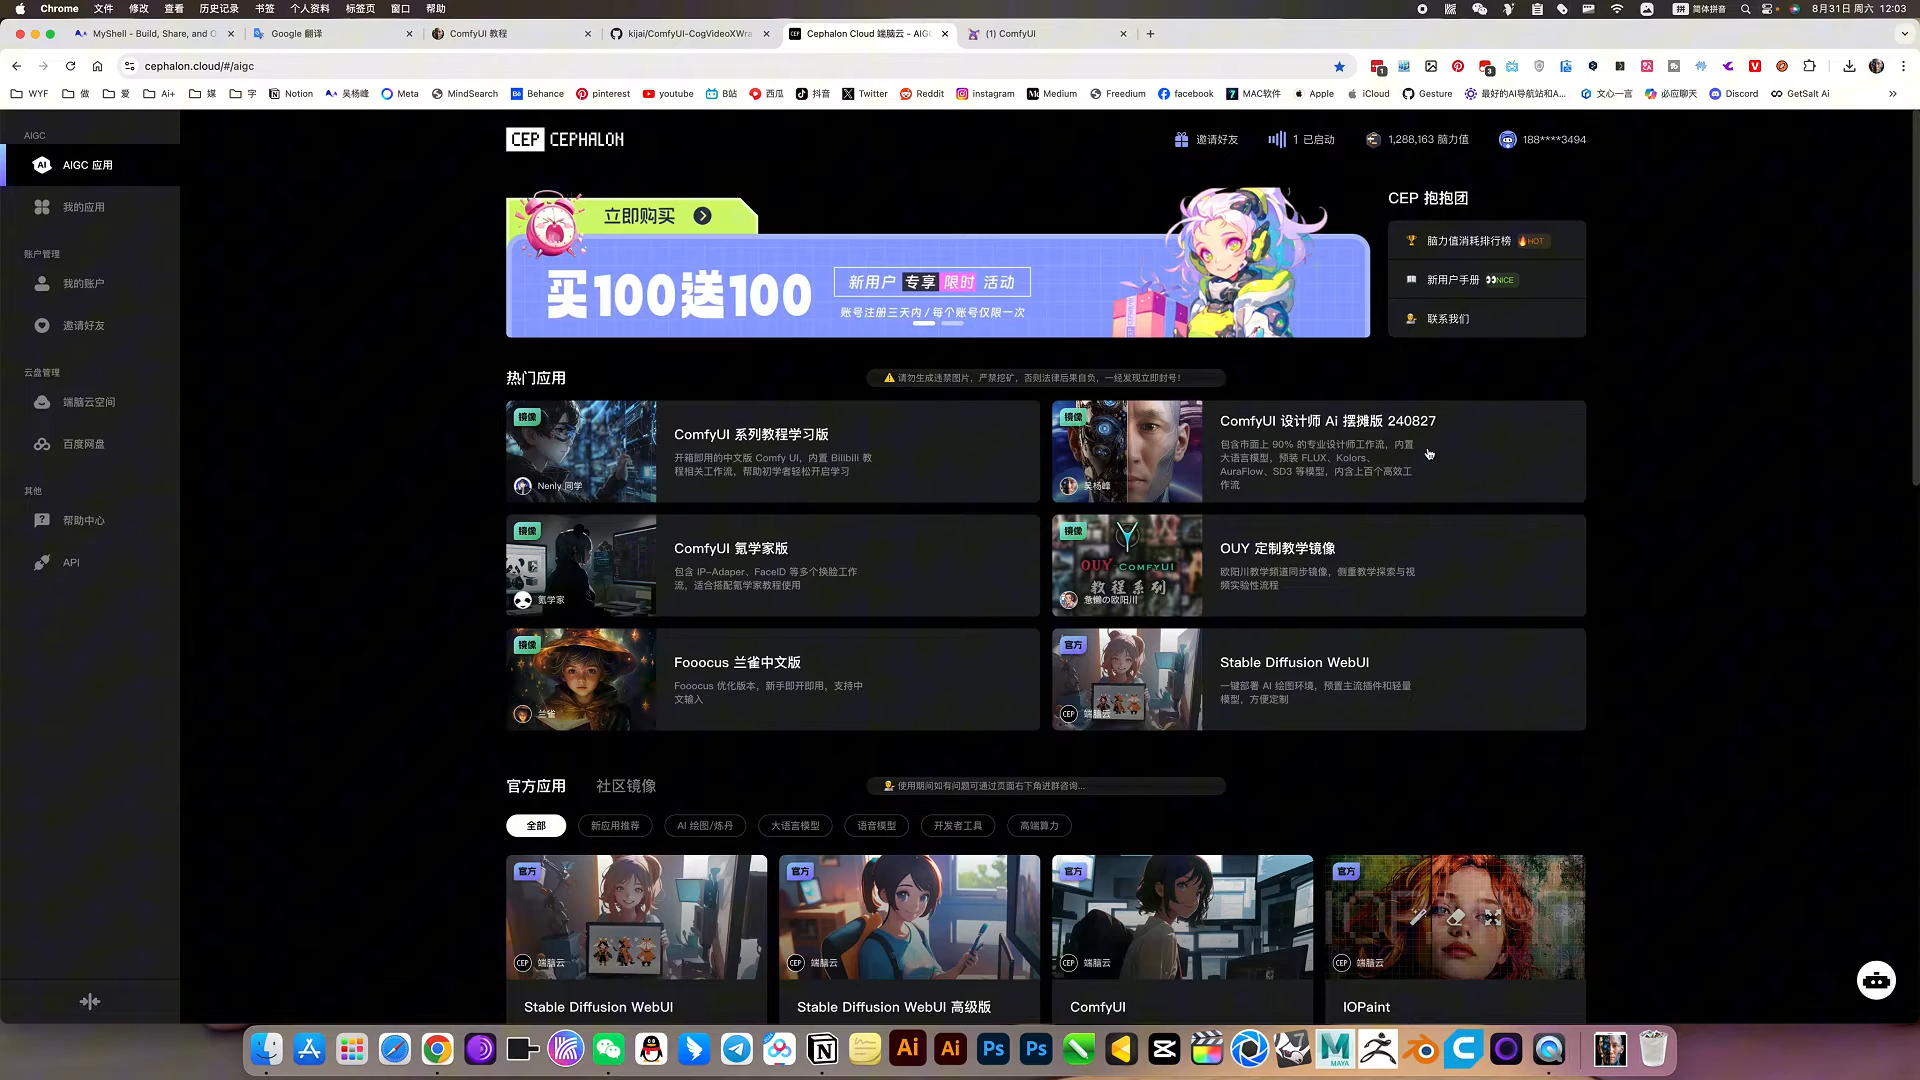 Chrome 文件 修改 查看 历史记录 书签 个人资料 标签页 窗口 帮助
拼 简体拼音 8月31日 周六 12:03
MyShell - Build, Share, and O
Google 翻译
ComfyUI 教程
kijai/ComfyUI-CogVideoXWra
Cephalon Cloud 端脑云 - AIG
(1) ComfyUI
cephalon.cloud/#/aigc
WYF 做 爱 Ai+ 媒 字 Notion 吴杨峰 Meta MindSearch Behance pinterest youtube B站 西瓜 抖音 Twitter Reddit instagram Medium Freedium facebook MAC软件 Apple iCloud Gesture 最好的AI导航站和A... 文心一言 必应聊天 Discord GetSalt Ai
AIGC
AIGC 应用
我的应用
账户管理
我的账户
邀请好友
云盘管理
端脑云空间
百度网盘
其他
帮助中心
API
CEP CEPHALON
邀请好友
1 已启动
1,288,163 脑力值
188****3494
立即购买
买100送100
新用户 专享 限时 活动
账号注册三天内 / 每个账号仅限一次
CEP 抱抱团
脑力值消耗排行榜 HOT
新用户手册 NICE
联系我们
热门应用
请勿生成违禁图片，严禁挖矿，否则法律后果自负，一经发现立即封号！
镜像
Nenly 同学
ComfyUI 系列教程学习版
开箱即用的中文版 Comfy UI，内置 Bilibili 教
程相关工作流，帮助初学者轻松开启学习
镜像
吴杨峰
ComfyUI 设计师 Ai 摆摊版 240827
包含市面上 90% 的专业设计师工作流，内置
大语言模型，预装 FLUX、Kolors、
AuraFlow、SD3 等模型，内含上百个高效工
作流
镜像
氪学家
ComfyUI 氪学家版
包含 IP-Adaper、FaceID 等多个换脸工作
流，适合搭配氪学家教程使用
镜像
OUY-COMFYUI
教程系列
怠懒の欧阳川
OUY 定制教学镜像
欧阳川教学频道同步镜像，侧重教学探索与视
频实验性流程
镜像
兰雀
Fooocus 兰雀中文版
Fooocus 优化版本，新手即开即用，支持中
文输入
官方
CEP 端脑云
Stable Diffusion WebUI
一键部署 AI 绘图环境，预置主流插件和轻量
模型，方便定制
官方应用 社区镜像
使用期间如有问题可通过页面右下角进群咨询...
全部 新应用推荐 AI 绘图/炼丹 大语言模型 语音模型 开发者工具 高端算力
官方
CEP 端脑云
Stable Diffusion WebUI
官方
CEP 端脑云
Stable Diffusion WebUI 高级版
官方
CEP 端脑云
ComfyUI
官方
CEP 端脑云
IOPaint
Ai Ai Ps Ps
MAYA